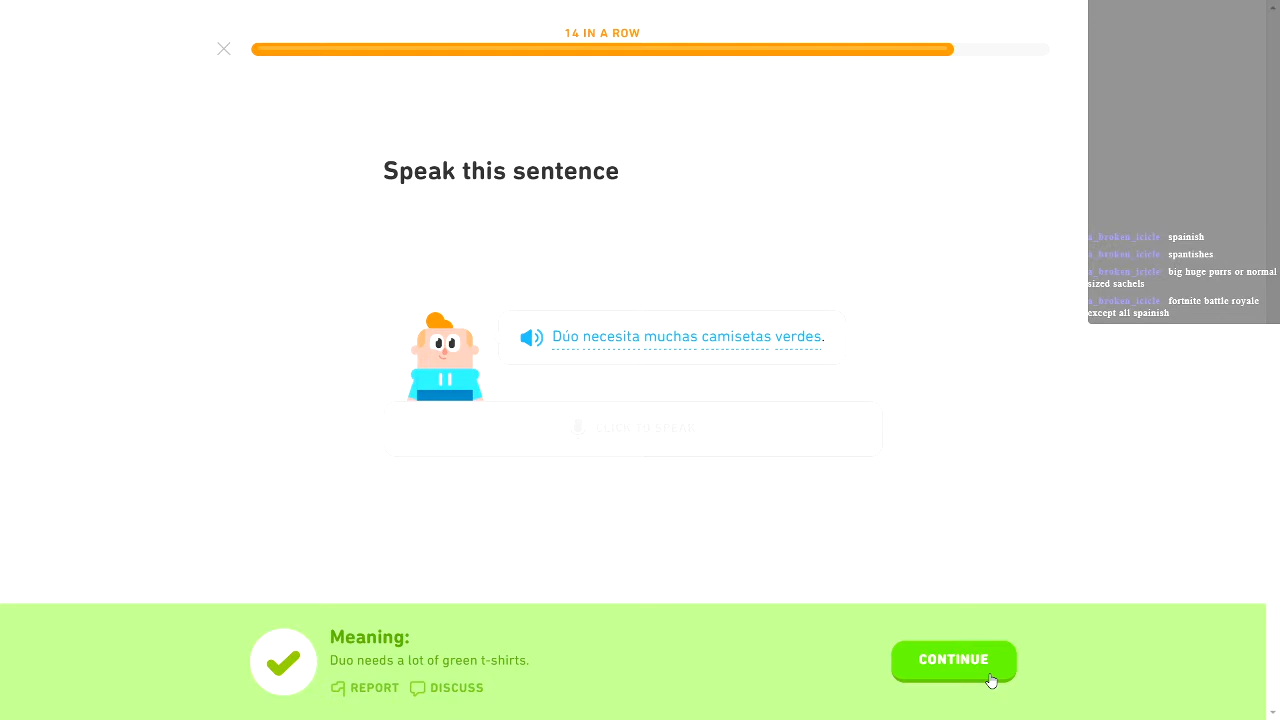 14 IN A ROW
Speak this sentence
Dúo necesita muchas camisetas verdes.
CLICK TO SPEAK
a_broken_icicle spainish
a_broken_icicle spantishes
a_broken_icicle big huge purrs or normal
sized sachels
a_broken_icicle fortnite battle royale
except all spainish
Meaning:
Duo needs a lot of green t-shirts.
REPORT DISCUSS
CONTINUE